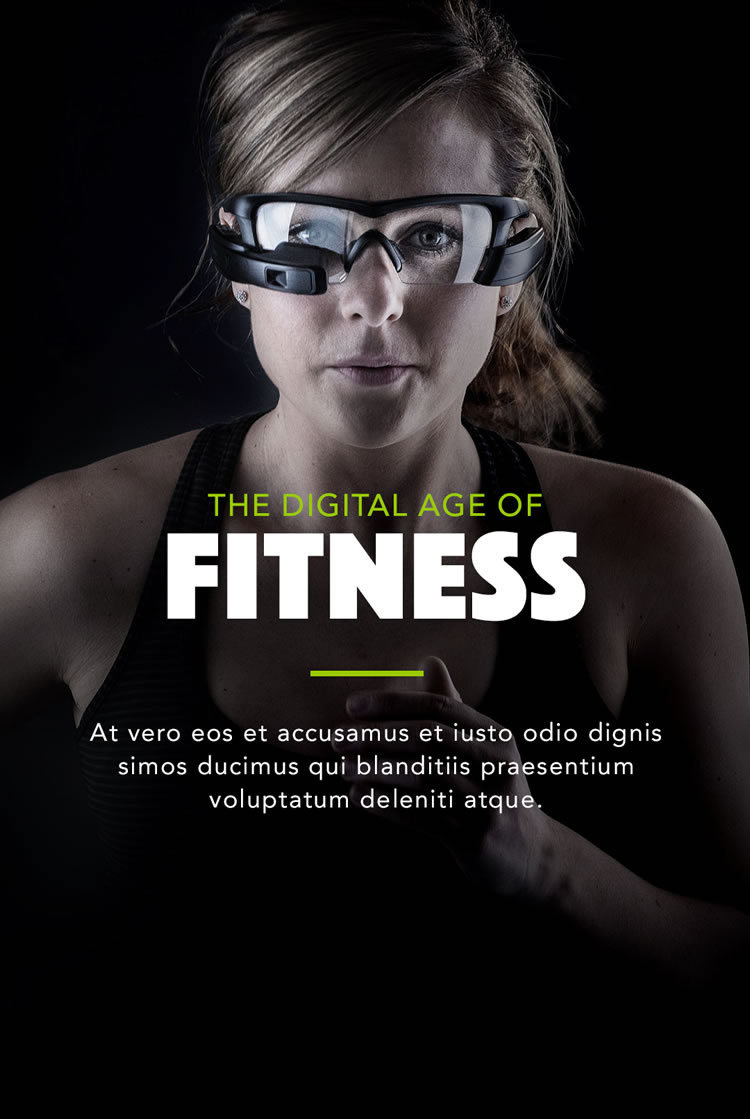 THE DIGITAL AGE OF
FITNESS
At vero eos et accusamus et iusto odio dignis
simos ducimus qui blanditiis praesentium
voluptatum deleniti atque.